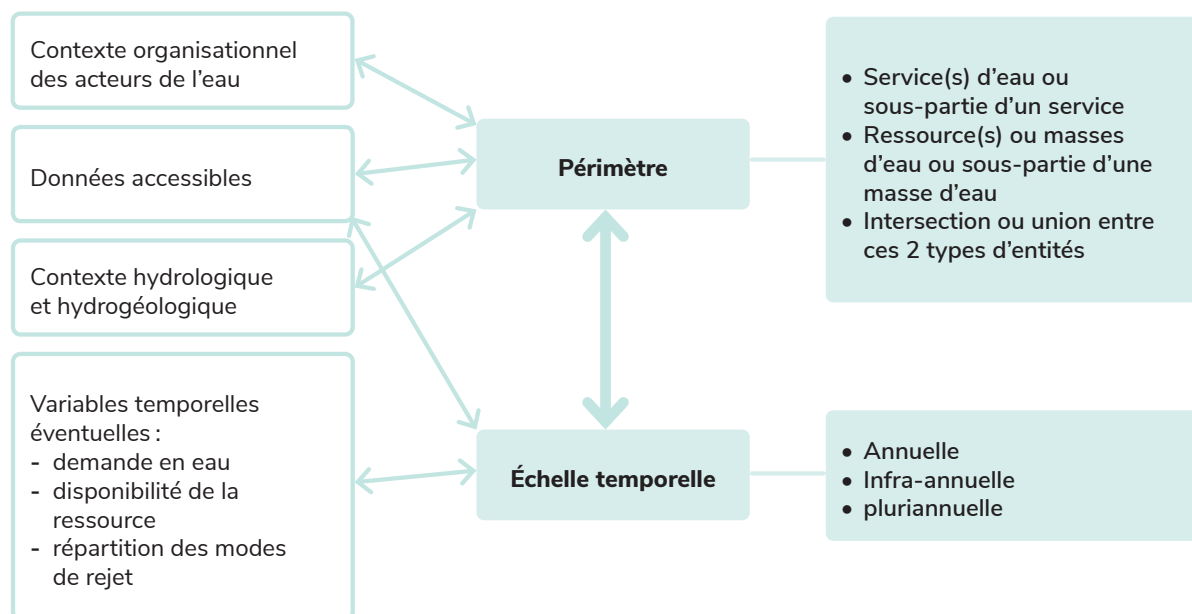 Contexte organisationnel
des acteurs de l'eau
Données accessibles
Contexte hydrologique
et hydrogéologique
Variables temporelles
éventuelles :
- demande en eau
- disponibilité de la
ressource
- répartition des modes
de rejet
Périmètre
Échelle temporelle
• Service(s) d'eau ou
sous-partie d'un service
• Ressource(s) ou masses
d'eau ou sous-partie d'une
masse d'eau
• Intersection ou union entre
ces 2 types d'entités
• Annuelle
• Infra-annuelle
• pluriannuelle